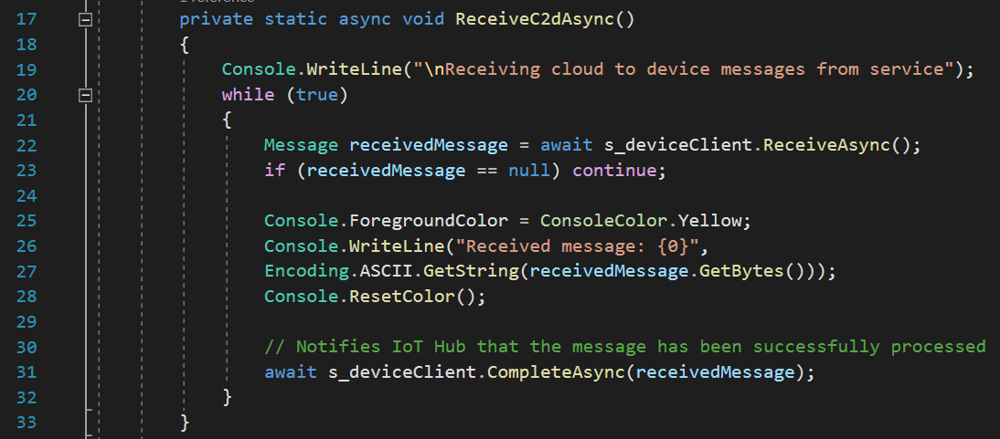 1 reference
17 private static async void ReceiveC2dAsync()
18 {
19 Console.WriteLine("\nReceiving cloud to device messages from service");
20 while (true)
21 {
22 Message receivedMessage = await s_deviceClient.ReceiveAsync();
23 if (receivedMessage == null) continue;
24
25 Console.ForegroundColor = ConsoleColor.Yellow;
26 Console.WriteLine("Received message: {0}",
27 Encoding.ASCII.GetString(receivedMessage.GetBytes()));
28 Console.ResetColor();
29
30 // Notifies IoT Hub that the message has been successfully processed
31 await s_deviceClient.CompleteAsync(receivedMessage);
32 }
33 }